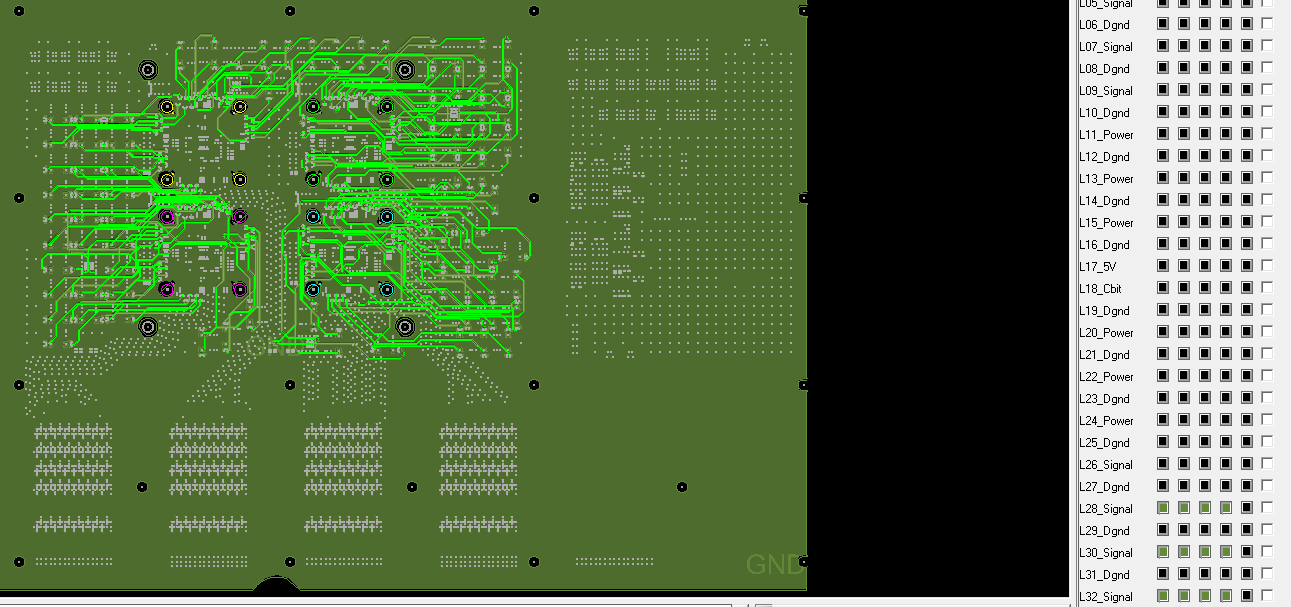 L05_Signal
L06_Dgnd
L07_Signal
L08_Dgnd
L09_Signal
L10_Dgnd
L11_Power
L12_Dgnd
L13_Power
L14_Dgnd
L15_Power
L16_Dgnd
L17_5V
L18_Cbit
L19_Dgnd
L20_Power
L21_Dgnd
L22_Power
L23_Dgnd
L24_Power
L25_Dgnd
L26_Signal
L27_Dgnd
L28_Signal
L29_Dgnd
L30_Signal
L31_Dgnd
L32_Signal
GND